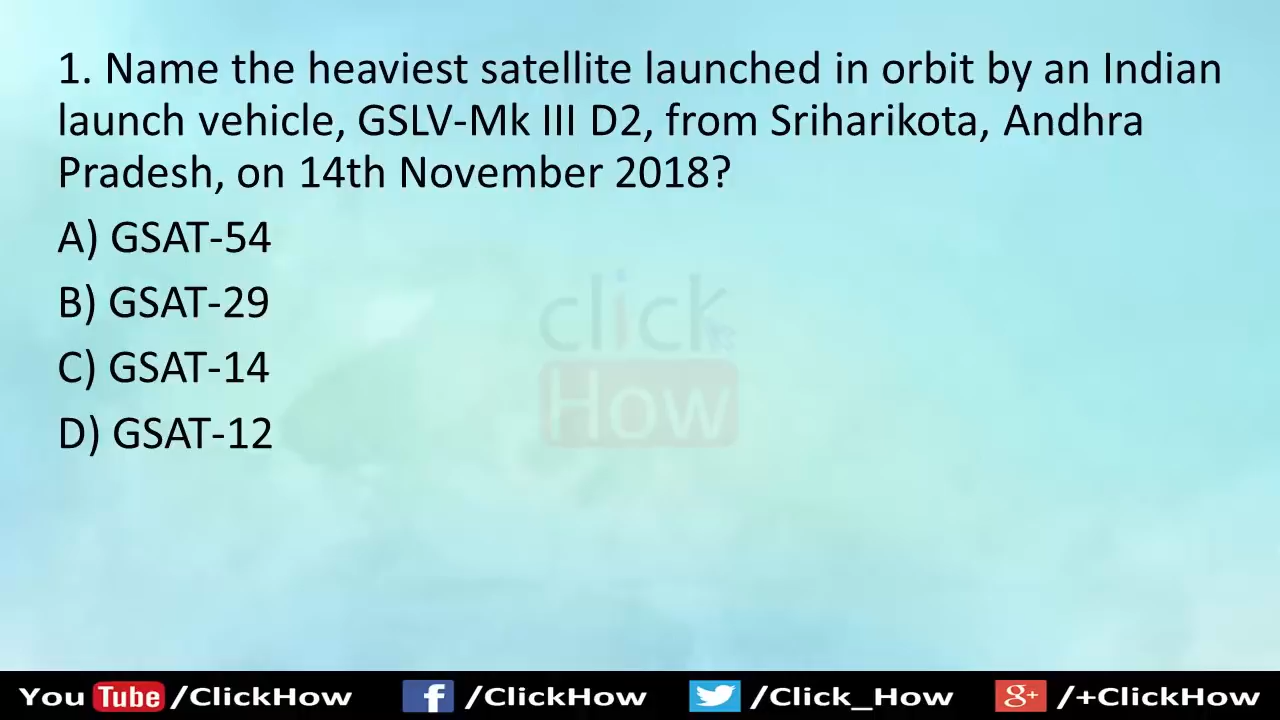 1. Name the heaviest satellite launched in orbit by an Indian
launch vehicle, GSLV-Mk III D2, from Sriharikota, Andhra
Pradesh, on 14th November 2018?
A) GSAT-54
B) GSAT-29
C) GSAT-14
D) GSAT-12
click
How
You Tube /ClickHow f /ClickHow /Click_How g+ /+ClickHow